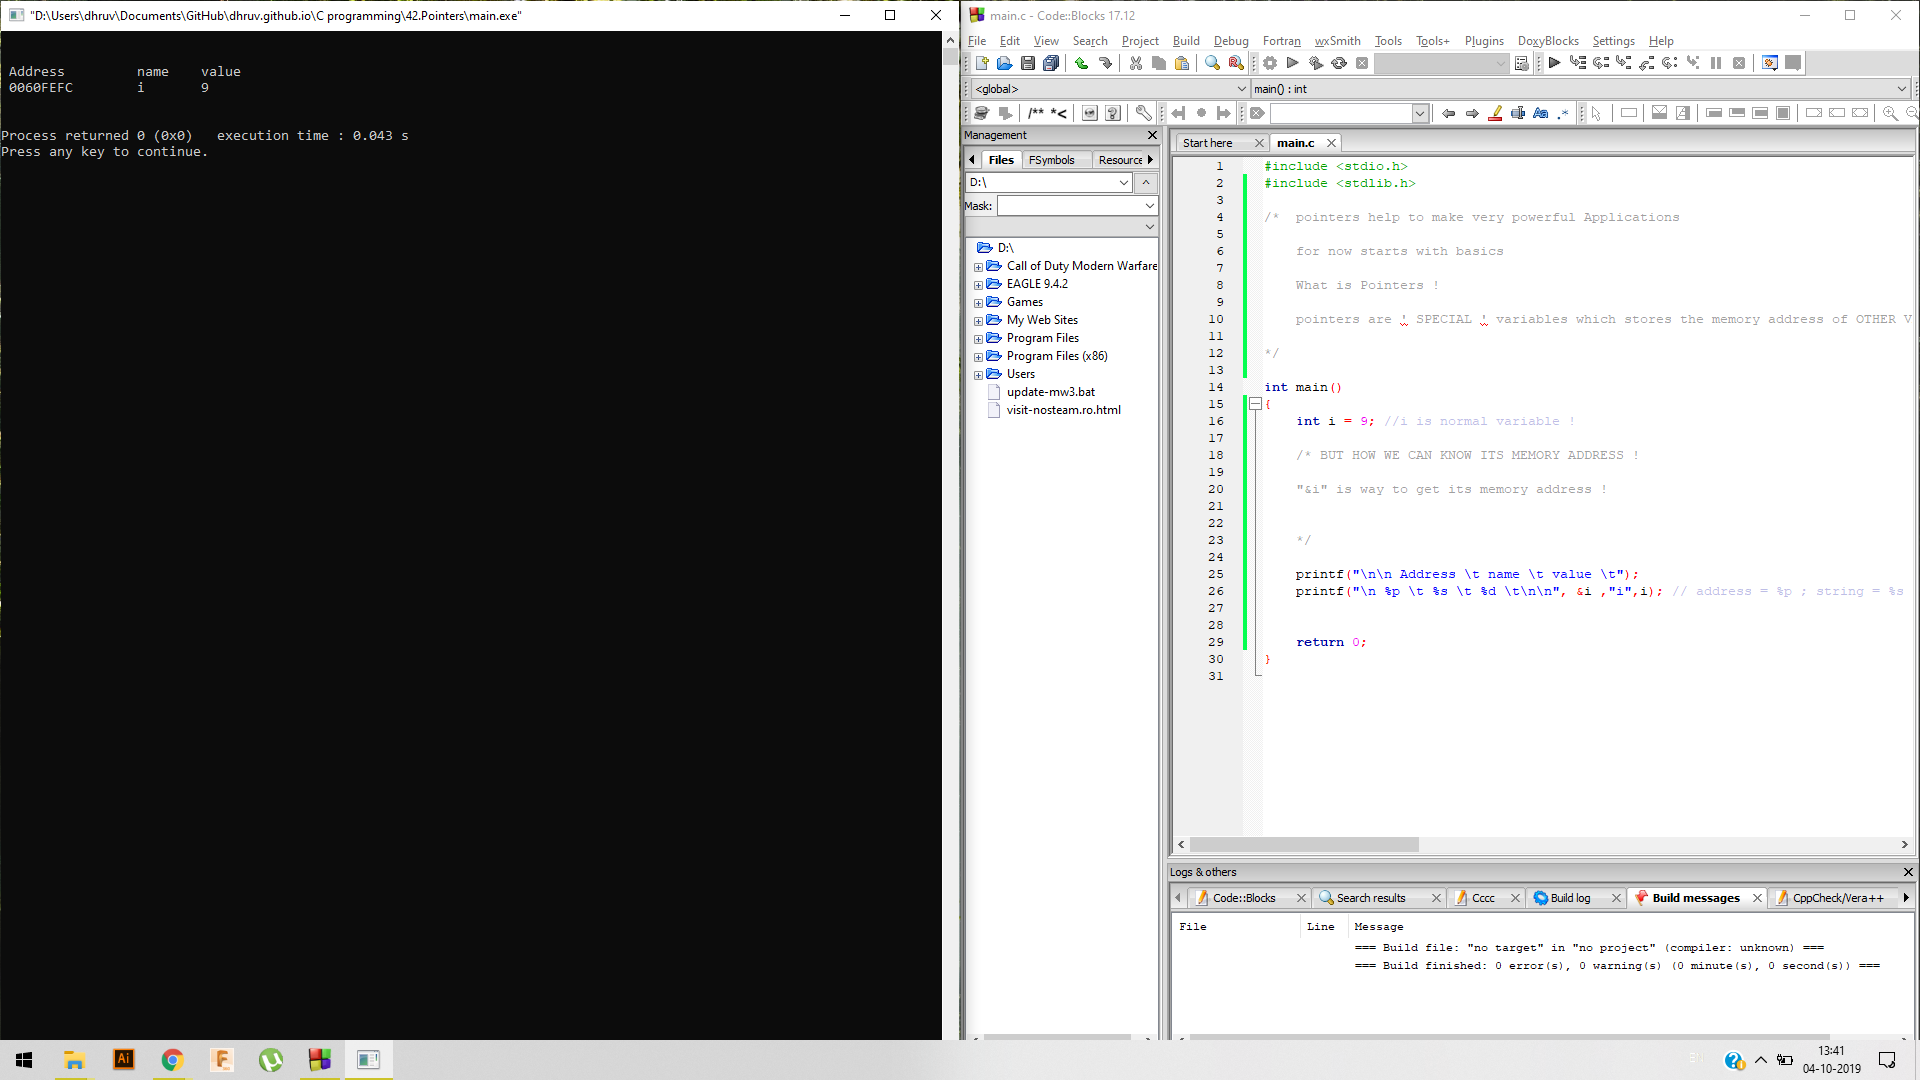 "D:\Users\dhruv\Documents\GitHub\dhruv.github.io\C programming\42.Pointers\main.exe"
Address name value
0060FEFC i 9
Process returned 0 (0x0) execution time : 0.043 s
Press any key to continue.
main.c - Code::Blocks 17.12
File Edit View Search Project Build Debug Fortran wxSmith Tools Tools+ Plugins DoxyBlocks Settings Help
<global> main() : int
/** *<
Management
Files FSymbols Resource
D:\
Mask:
D:\
Call of Duty Modern Warfare
EAGLE 9.4.2
Games
My Web Sites
Program Files
Program Files (x86)
Users
update-mw3.bat
visit-nosteam.ro.html
Start here main.c
1 #include <stdio.h>
2 #include <stdlib.h>
3
4 /* pointers help to make very powerful Applications
5
6 for now starts with basics
7
8 What is Pointers !
9
10 pointers are ' SPECIAL ' variables which stores the memory address of OTHER V
11
12 */
13
14 int main()
15 {
16 int i = 9; //i is normal variable !
17
18 /* BUT HOW WE CAN KNOW ITS MEMORY ADDRESS !
19
20 "&i" is way to get its memory address !
21
22
23 */
24
25 printf("\n\n Address \t name \t value \t");
26 printf("\n %p \t %s \t %d \t\n\n", &i ,"i",i); // address = %p ; string = %s
27
28
29 return 0;
30 }
31
Logs & others
Code::Blocks Search results Cccc Build log Build messages CppCheck/Vera++
File Line Message
=== Build file: "no target" in "no project" (compiler: unknown) ===
=== Build finished: 0 error(s), 0 warning(s) (0 minute(s), 0 second(s)) ===
Ai
F
13:41
04-10-2019